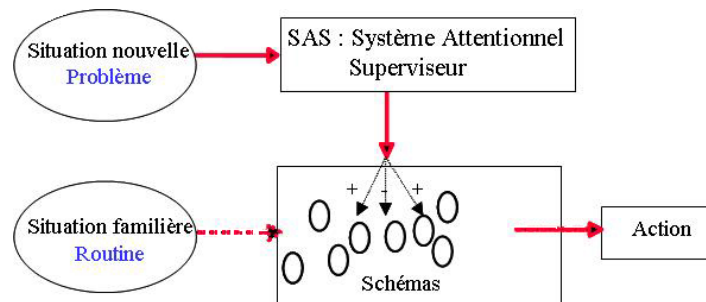 Situation nouvelle
Problème
SAS : Système Attentionnel
Superviseur
+ - +
Situation familière
Routine
Schémas
Action